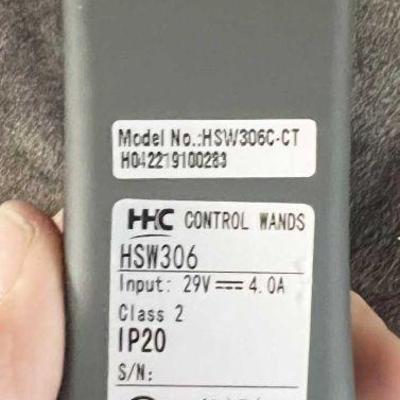 Model No.:HSW306C-CT
H042219100283
HHC CONTROL WANDS
HSW306
Input: 29V⎓4.0A
Class 2
IP20
S/N: